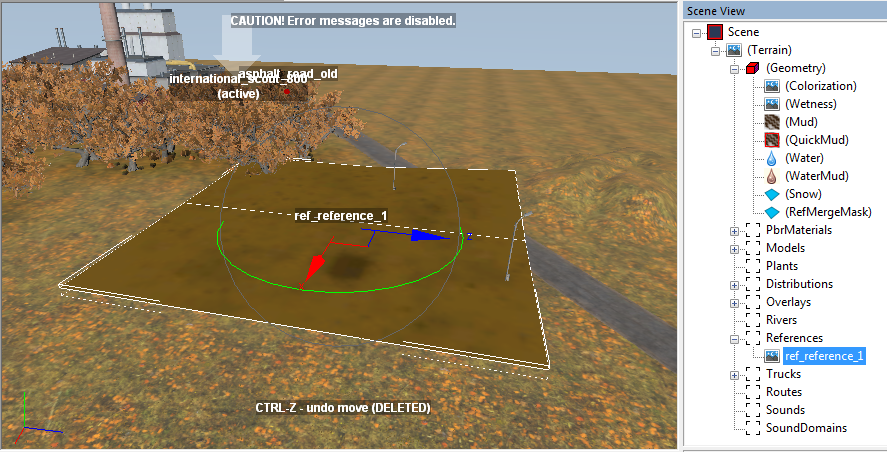 CAUTION! Error messages are disabled.
asphalt_road_old
international_scout_800
(active)
ref_reference_1
z
CTRL-Z - undo move (DELETED)
Scene View
Scene
(Terrain)
(Geometry)
(Colorization)
(Wetness)
(Mud)
(QuickMud)
(Water)
(WaterMud)
(Snow)
(RefMergeMask)
PbrMaterials
Models
Plants
Distributions
Overlays
Rivers
References
ref_reference_1
Trucks
Routes
Sounds
SoundDomains